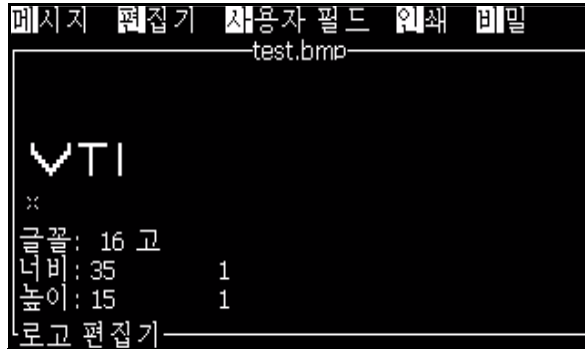 메시지 편집기 사용자 필드 인쇄 비밀
test.bmp
VTI
글꼴: 16 고
너비: 35 1
높이: 15 1
로고 편집기